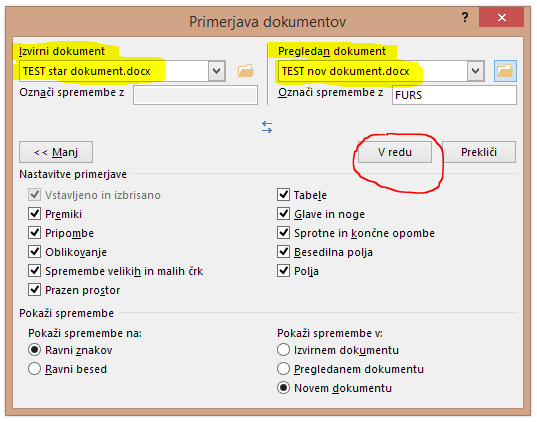 Primerjava dokumentov
?
Izvirni dokument
Pregledan dokument
TEST star dokument.docx
TEST nov dokument.docx
Označi spremembe z
Označi spremembe z FURS
<< Manj
V redu
Prekliči
Nastavitve primerjave
Vstavljeno in izbrisano
Premiki
Pripombe
Oblikovanje
Spremembe velikih in malih črk
Prazen prostor
Tabele
Glave in noge
Sprotne in končne opombe
Besedilna polja
Polja
Pokaži spremembe
Pokaži spremembe na:
Ravni znakov
Ravni besed
Pokaži spremembe v:
Izvirnem dokumentu
Pregledanem dokumentu
Novem dokumentu